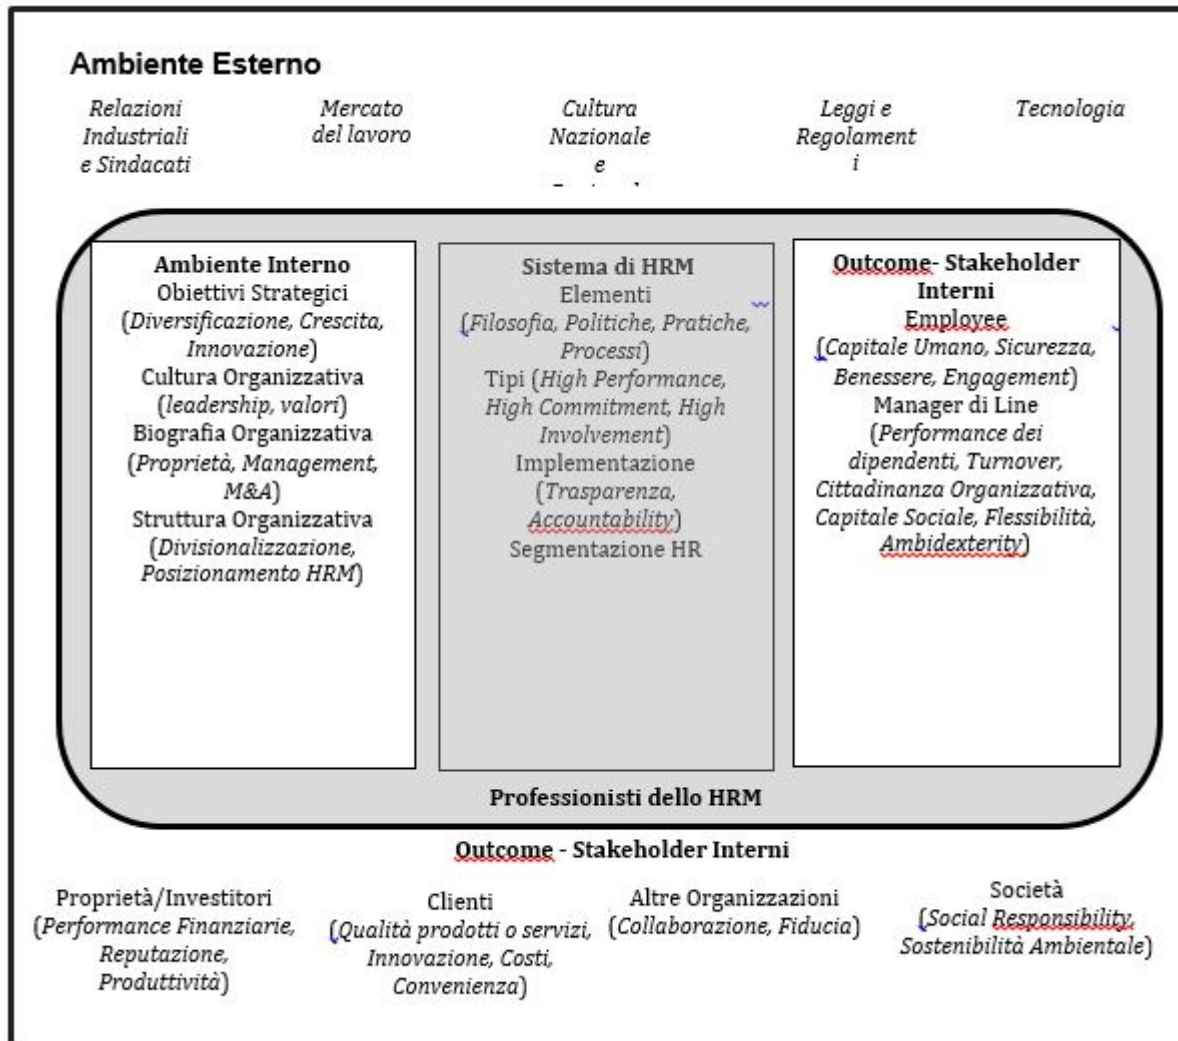 Ambiente Esterno
Relazioni
Industriali
e Sindacati
Mercato
del lavoro
Cultura
Nazionale
e
Leggi e
Regolament
i
Tecnologia
Ambiente Interno
Obiettivi Strategici
(Diversificazione, Crescita,
Innovazione)
Cultura Organizzativa
(leadership, valori)
Biografia Organizzativa
(Proprietà, Management,
M&A)
Struttura Organizzativa
(Divisionalizzazione,
Posizionamento HRM)
Sistema di HRM
Elementi
(Filosofia, Politiche, Pratiche,
Processi)
Tipi (High Performance,
High Commitment, High
Involvement)
Implementazione
(Trasparenza,
Accountability)
Segmentazione HR
Outcome- Stakeholder
Interni
Employee
(Capitale Umano, Sicurezza,
Benessere, Engagement)
Manager di Line
(Performance dei
dipendenti, Turnover,
Cittadinanza Organizzativa,
Capitale Sociale, Flessibilità,
Ambidexterity)
Professionisti dello HRM
Outcome - Stakeholder Interni
Proprietà/Investitori
(Performance Finanziarie,
Reputazione,
Produttività)
Clienti
(Qualità prodotti o servizi,
Innovazione, Costi,
Convenienza)
Altre Organizzazioni
(Collaborazione, Fiducia)
Società
(Social Responsibility,
Sostenibilità Ambientale)